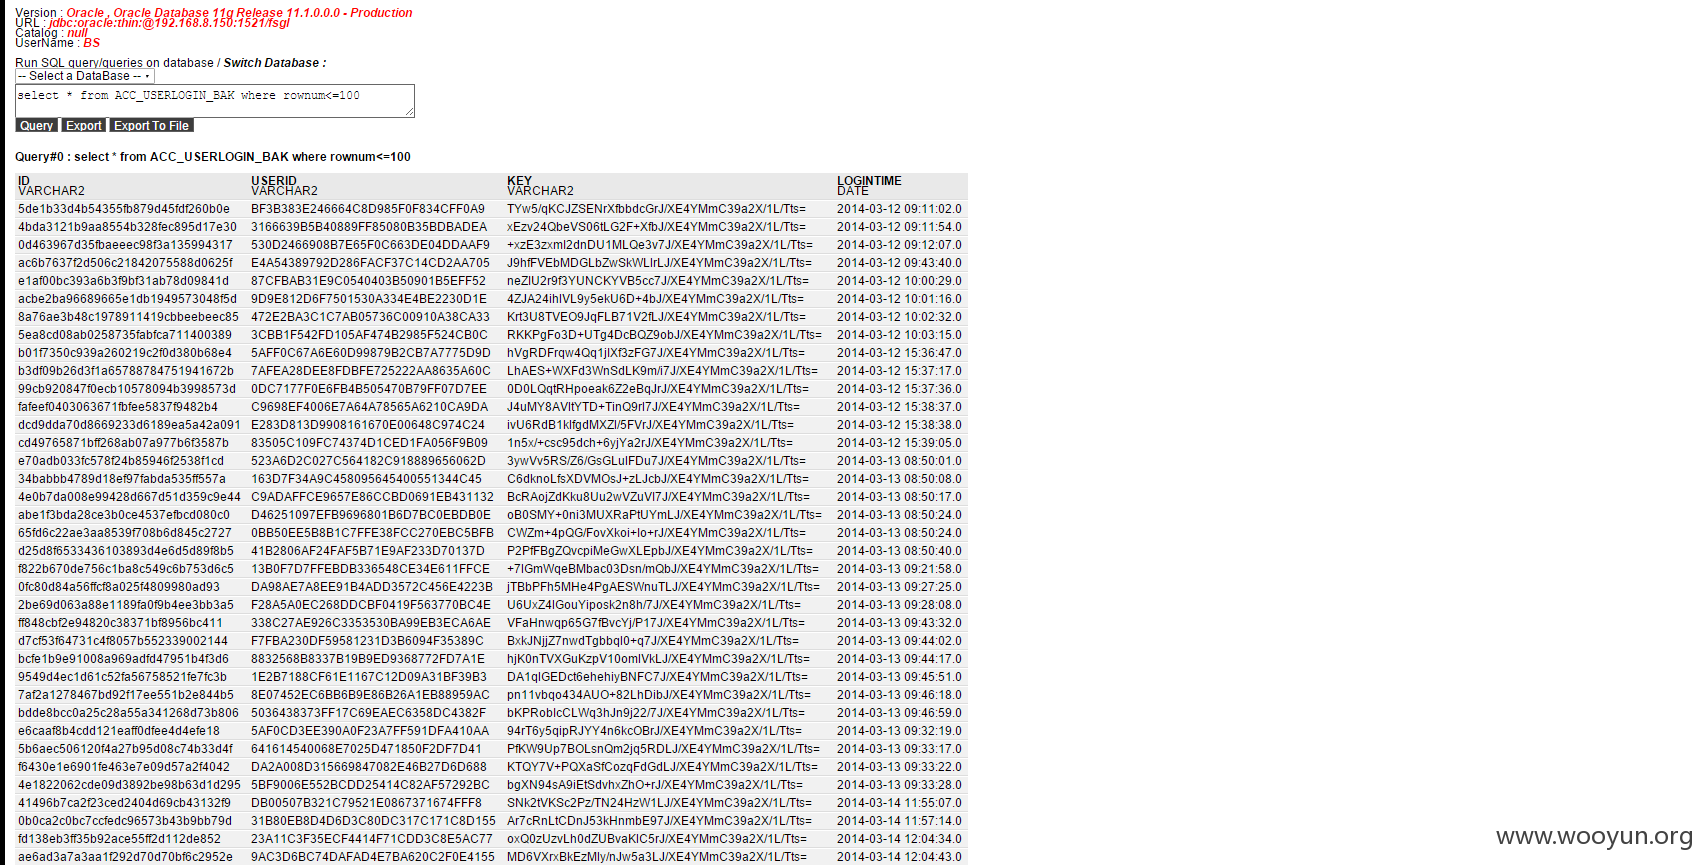 Version : Oracle , Oracle Database 11g Release 11.1.0.0.0 - Production
URL : jdbc:oracle:thin:@192.168.8.150:1521/fsgl
Catalog : null
UserName : BS
Run SQL query/queries on database / Switch Database :
-- Select a DataBase --
select * from ACC_USERLOGIN_BAK where rownum<=100
Query Export Export To File
Query#0 : select * from ACC_USERLOGIN_BAK where rownum<=100
ID USERID KEY LOGINTIME
VARCHAR2 VARCHAR2 VARCHAR2 DATE
5de1b33d4b54355fb879d45fdf260b0e BF3B383E246664C8D985F0F834CFF0A9 TYw5/qKCJZSENrXfbbdcGrJ/XE4YMmC39a2X/1L/Tts= 2014-03-12 09:11:02.0
4bda3121b9aa8554b328fec895d17e30 3166639B5B40889FF85080B35BDBADEA xEzv24QbeVS06tLG2F+XfbJ/XE4YMmC39a2X/1L/Tts= 2014-03-12 09:11:54.0
0d463967d35fbaeeec98f3a135994317 530D2466908B7E65F0C663DE04DDAAF9 +xzE3zxmI2dnDU1MLQe3v7J/XE4YMmC39a2X/1L/Tts= 2014-03-12 09:12:07.0
ac6b7637f2d506c21842075588d0625f E4A54389792D286FACF37C14CD2AA705 J9hfFVEbMDGLbZwSkWLIrLJ/XE4YMmC39a2X/1L/Tts= 2014-03-12 09:43:40.0
e1af00bc393a6b3f9bf31ab78d09841d 87CFBAB31E9C0540403B50901B5EFF52 neZIU2r9f3YUNCKYVB5cc7J/XE4YMmC39a2X/1L/Tts= 2014-03-12 10:00:29.0
acbe2ba96689665e1db1949573048f5d 9D9E812D6F7501530A334E4BE2230D1E 4ZJA24ihIVL9y5ekU6D+4bJ/XE4YMmC39a2X/1L/Tts= 2014-03-12 10:01:16.0
8a76ae3b48c1978911419cbbeebeec85 472E2BA3C1C7AB05736C00910A38CA33 Krt3U8TVEO9JqFLB71V2fLJ/XE4YMmC39a2X/1L/Tts= 2014-03-12 10:02:32.0
5ea8cd08ab0258735fabfca711400389 3CBB1F542FD105AF474B2985F524CB0C RKKPgFo3D+UTg4DcBQZ9obJ/XE4YMmC39a2X/1L/Tts= 2014-03-12 10:03:15.0
b01f7350c939a260219c2f0d380b68e4 5AFF0C67A6E60D99879B2CB7A7775D9D hVgRDFrqw4Qq1jIXf3zFG7J/XE4YMmC39a2X/1L/Tts= 2014-03-12 15:36:47.0
b3df09b26d3f1a65788784751941672b 7AFEA28DEE8FDBFE725222AA8635A60C LhAES+WXFd3WnSdLK9m/i7J/XE4YMmC39a2X/1L/Tts= 2014-03-12 15:37:17.0
99cb920847f0ecb10578094b3998573d 0DC7177F0E6FB4B505470B79FF07D7EE 0D0LQqtRHpoeak6Z2eBqJrJ/XE4YMmC39a2X/1L/Tts= 2014-03-12 15:37:36.0
fafeef0403063671fbfee5837f9482b4 C9698EF4006E7A64A78565A6210CA9DA J4uMY8AVltYTD+TinQ9rI7J/XE4YMmC39a2X/1L/Tts= 2014-03-12 15:38:37.0
dcd9dda70d8669233d6189ea5a42a091 E283D813D9908161670E00648C974C24 ivU6RdB1kIfgdMXZI/5FVrJ/XE4YMmC39a2X/1L/Tts= 2014-03-12 15:38:38.0
cd49765871bff268ab07a977b6f3587b 83505C109FC74374D1CED1FA056F9B09 1n5x/+csc95dch+6yjYa2rJ/XE4YMmC39a2X/1L/Tts= 2014-03-12 15:39:05.0
e70adb033fc578f24b85946f2538f1cd 523A6D2C027C564182C918889656062D 3ywVv5RS/Z6/GsGLuIFDu7J/XE4YMmC39a2X/1L/Tts= 2014-03-13 08:50:01.0
34babbb4789d18ef97fabda535ff557a 163D7F34A9C458095645400551344C45 C6dknoLfsXDVMOsJ+zLJcbJ/XE4YMmC39a2X/1L/Tts= 2014-03-13 08:50:08.0
4e0b7da008e99428d667d51d359c9e44 C9ADAFFCE9657E86CCBD0691EB431132 BcRAojZdKku8Uu2wVZuVI7J/XE4YMmC39a2X/1L/Tts= 2014-03-13 08:50:17.0
abe1f3bda28ce3b0ce4537efbcd080c0 D46251097EFB9696801B6D7BC0EBDB0E oB0SMY+0ni3MUXRaPtUYmLJ/XE4YMmC39a2X/1L/Tts= 2014-03-13 08:50:24.0
65fd6c22ae3aa8539f708b6d845c2727 0BB50EE5B8B1C7FFE38FCC270EBC5BFB CWZm+4pQG/FovXkoi+Io+rJ/XE4YMmC39a2X/1L/Tts= 2014-03-13 08:50:24.0
d25d8f6533436103893d4e6d5d89f8b5 41B2806AF24FAF5B71E9AF233D70137D P2PfFBgZQvcpiMeGwXLEpbJ/XE4YMmC39a2X/1L/Tts= 2014-03-13 08:50:40.0
f822b670de756c1ba8c549c6b753d6c5 13B0F7D7FFEBDB336548CE34E611FFCE +7IGmWqeBMbac03Dsn/mQbJ/XE4YMmC39a2X/1L/Tts= 2014-03-13 09:21:58.0
0fc80d84a56ffcf8a025f4809980ad93 DA98AE7A8EE91B4ADD3572C456E4223B jTBbPFh5MHe4PgAESWnuTLJ/XE4YMmC39a2X/1L/Tts= 2014-03-13 09:27:25.0
2be69d063a88e1189fa0f9b4ee3bb3a5 F28A5A0EC268DDCBF0419F563770BC4E U6UxZ4IGouYiposk2n8h/7J/XE4YMmC39a2X/1L/Tts= 2014-03-13 09:28:08.0
ff848cbf2e94820c38371bf8956bc411 338C27AE926C3353530BA99EB3ECA6AE VFaHnwqp65G7fBvcYj/P17J/XE4YMmC39a2X/1L/Tts= 2014-03-13 09:43:32.0
d7cf53f64731c4f8057b552339002144 F7FBA230DF59581231D3B6094F35389C BxkJNjjZ7nwdTgbbqI0+q7J/XE4YMmC39a2X/1L/Tts= 2014-03-13 09:44:02.0
bcfe1b9e91008a969adfd47951b4f3d6 8832568B8337B19B9ED9368772FD7A1E hjK0nTVXGuKzpV10omIVkLJ/XE4YMmC39a2X/1L/Tts= 2014-03-13 09:44:17.0
9549d4ec1d61c52fa56758521fe7fc3b 1E2B7188CF61E1167C12D09A31BF39B3 DA1qIGEDct6ehehiyBNFC7J/XE4YMmC39a2X/1L/Tts= 2014-03-13 09:45:51.0
7af2a1278467bd92f17ee551b2e844b5 8E07452EC6BB6B9E86B26A1EB88959AC pn11vbqo434AUO+82LhDibJ/XE4YMmC39a2X/1L/Tts= 2014-03-13 09:46:18.0
bdde8bcc0a25c28a55a341268d73b806 5036438373FF17C69EAEC6358DC4382F bKPRoblcCLWq3hJn9j22/7J/XE4YMmC39a2X/1L/Tts= 2014-03-13 09:46:59.0
e6caaf8b4cdd121eaff0dfee4d4efe18 5AF0CD3EE390A0F23A7FF591DFA410AA 94rT6y5qipRJYY4n6kcOBrJ/XE4YMmC39a2X/1L/Tts= 2014-03-13 09:32:19.0
5b6aec506120f4a27b95d08c74b33d4f 641614540068E7025D471850F2DF7D41 PfKW9Up7BOLsnQm2jq5RDLJ/XE4YMmC39a2X/1L/Tts= 2014-03-13 09:33:17.0
f6430e1e6901fe463e7e09d57a2f4042 DA2A008D315669847082E46B27D6D688 KTQY7V+PQXaSfCozqFdGdLJ/XE4YMmC39a2X/1L/Tts= 2014-03-13 09:33:22.0
4e1822062cde09d3892be98b63d1d295 5BF9006E552BCDD25414C82AF57292BC bgXN94sA9iEtSdvhxZhO+rJ/XE4YMmC39a2X/1L/Tts= 2014-03-13 09:33:28.0
41496b7ca2f23ced2404d69cb43132f9 DB00507B321C79521E0867371674FFF8 SNk2tVKSc2Pz/TN24HzW1LJ/XE4YMmC39a2X/1L/Tts= 2014-03-14 11:55:07.0
0b0ca2c0bc7ccfedc96573b43b9bb79d 31B80EB8D4D6D3C80DC317C171C8D155 Ar7cRnLtCDnJ53kHnmbE97J/XE4YMmC39a2X/1L/Tts= 2014-03-14 11:57:14.0
fd138eb3ff35b92ace55ff2d112de852 23A11C3F35ECF4414F71CDD3C8E5AC77 oxQ0zUzvLh0dZUBvaKIC5rJ/XE4YMmC39a2X/1L/Tts= 2014-03-14 12:04:34.0
ae6ad3a7a3aa1f292d70d70bf6c2952e 9AC3D6BC74DAFAD4E7BA620C2F0E4155 MD6VXrxBkEzMIy/nJw5a3LJ/XE4YMmC39a2X/1L/Tts= 2014-03-14 12:04:43.0
www.wooyun.org